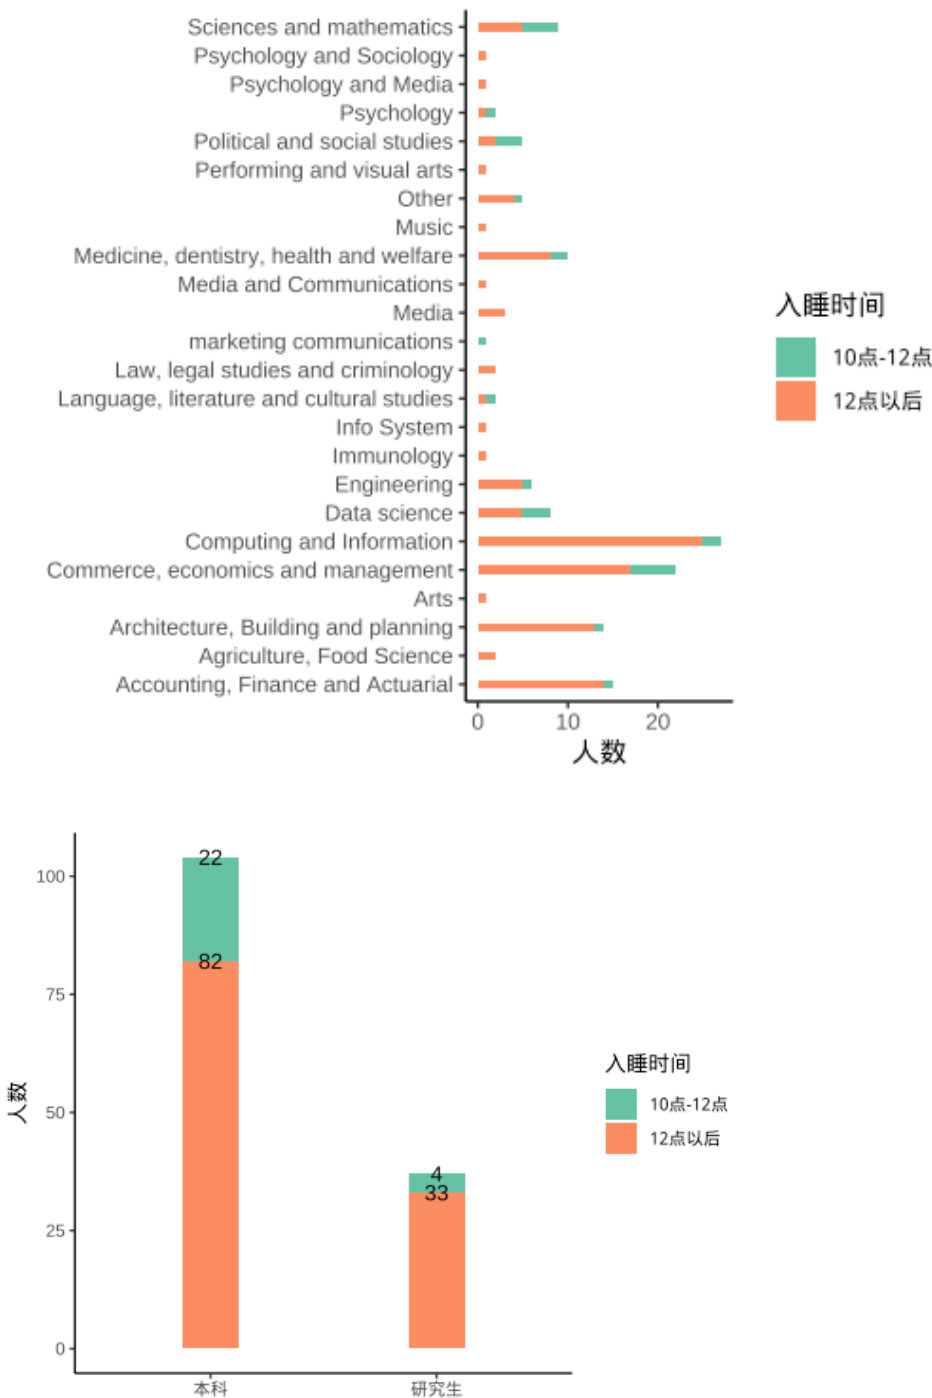 Sciences and mathematics
Psychology and Sociology
Psychology and Media
Psychology
Political and social studies
Performing and visual arts
Other
Music
Medicine, dentistry, health and welfare
Media and Communications
Media
marketing communications
Law, legal studies and criminology
Language, literature and cultural studies
Info System
Immunology
Engineering
Data science
Computing and Information
Commerce, economics and management
Arts
Architecture, Building and planning
Agriculture, Food Science
Accounting, Finance and Actuarial
0 10 20
人数
入睡时间
10点-12点
12点以后
100
75
50
25
0
人数
22
82
4
33
本科 研究生
入睡时间
10点-12点
12点以后